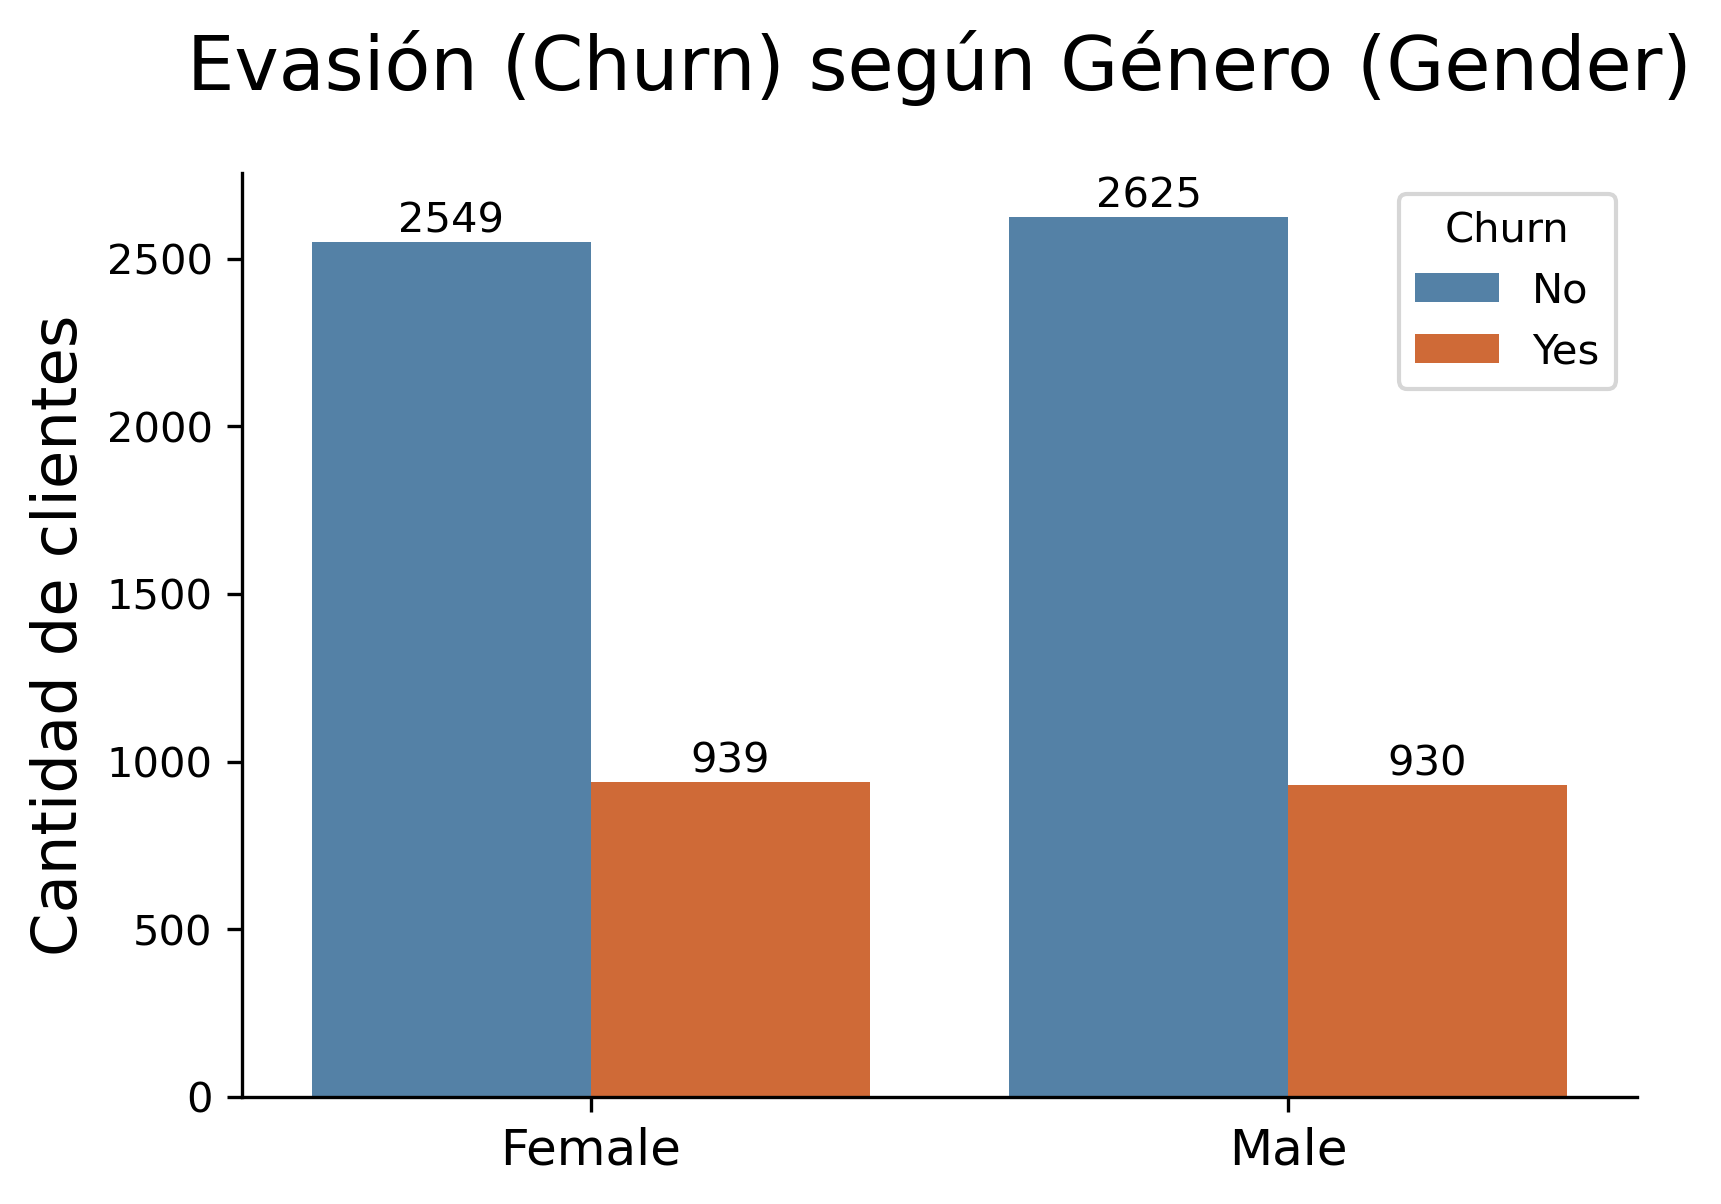 Evasión (Churn) según Género (Gender)
Cantidad de clientes
2500
2000
1500
1000
500
0
2549
939
2625
930
Churn
No
Yes
Female
Male